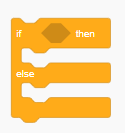 if then
else